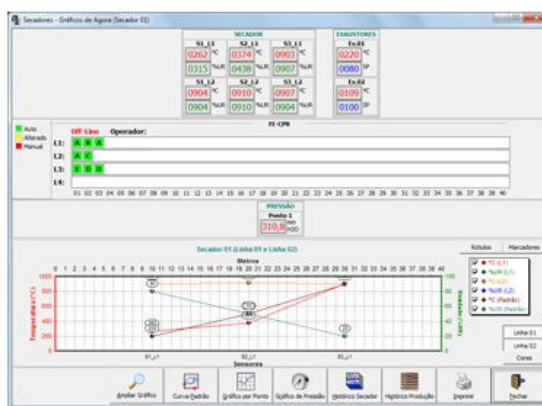 Secadores - Gráficos de Agora (Secador 01)
SECADOR
EXAUSTORES
S1_L1 S2_L1 S3_L1 Ex.01
0262 °C 0374 °C 0903 °C 0220 °C
0315 %UR 0438 %UR 0907 %UR 0080 SP
S1_L2 S2_L2 S3_L2 Ex.02
0904 °C 0910 °C 0907 °C 0109 °C
0904 %UR 0910 %UR 0904 %UR 0100 SP
FE-CPN
Auto
Alterado
Manual
Off-Line Operador:
L1: A B A
L2: A C
L3: E D D
L4:
01 02 03 04 05 06 07 08 09 10 11 12 13 14 15 16 17 18 19 20 21 22 23 24 25 26 27 28 29 30 31 32 33 34 35 36 37 38 39 40
PRESSÃO
Ponto 1
310,8 mm H2O
Secador 01 (Linha 01 e Linha 02)
Rótulos Marcadores
Metros
0 1 2 3 4 5 6 7 8 9 10 11 12 13 14 15 16 17 18 19 20 21 22 23 24 25 26 27 28 29 30 31 32 33 34 35 36 37 38 39 40
Temperatura (°C)
1000
800
600
400
200
0
100
80
60
40
20
0
S1_L1 S2_L1 S3_L1
Sensores
°C (L1)
%UR (L1)
°C (L2)
%UR (L2)
°C (Padrão)
%UR (Padrão)
Linha 01
Linha 02
Cores
Ampliar Gráfico
Curva Padrão
Gráfico por Ponto
Gráfico de Pressão
Histórico Secador
Histórico Produção
Imprimir
Fechar